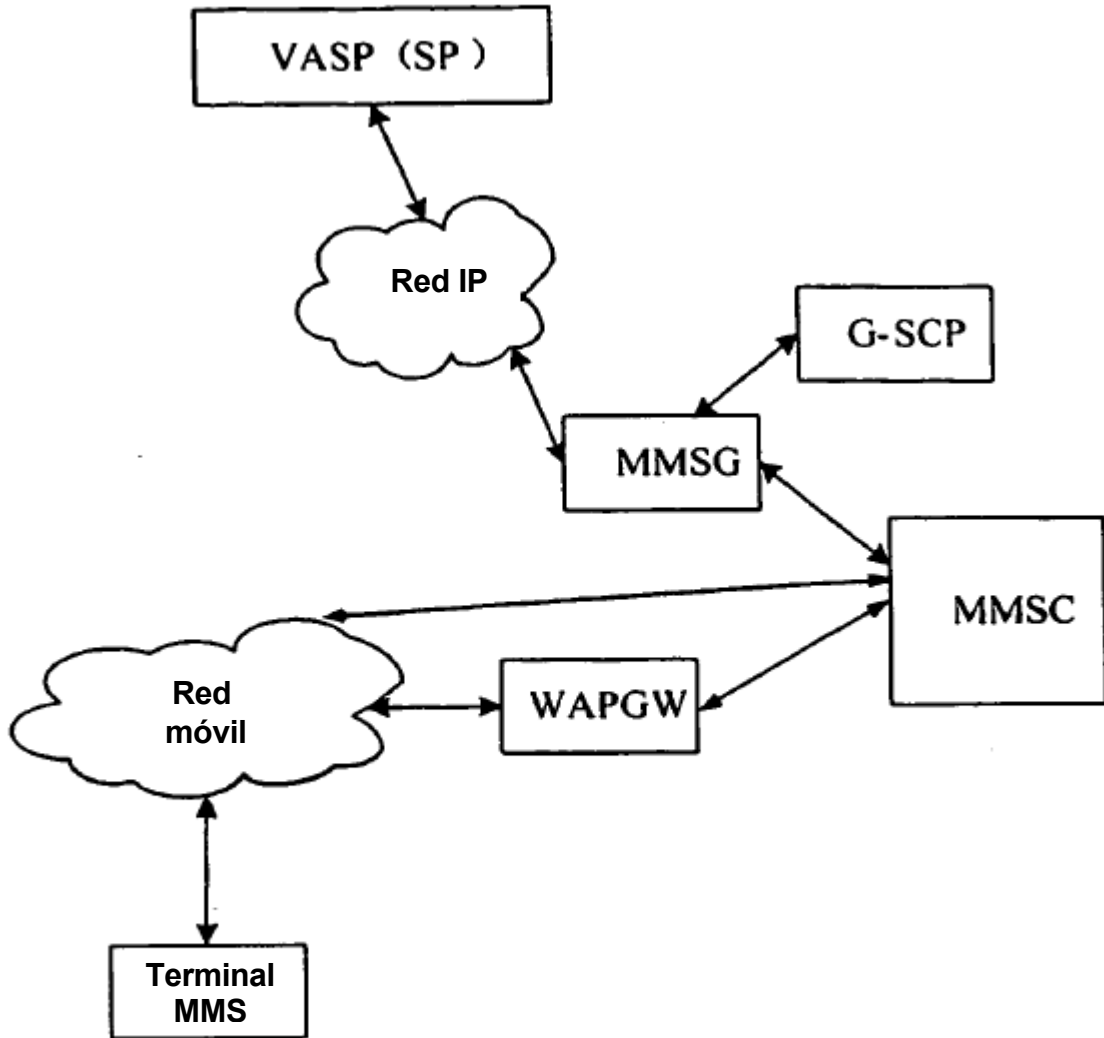 VASP (SP)
Red IP
G-SCP
MMSG
MMSC
Red
móvil
WAPGW
Terminal
MMS